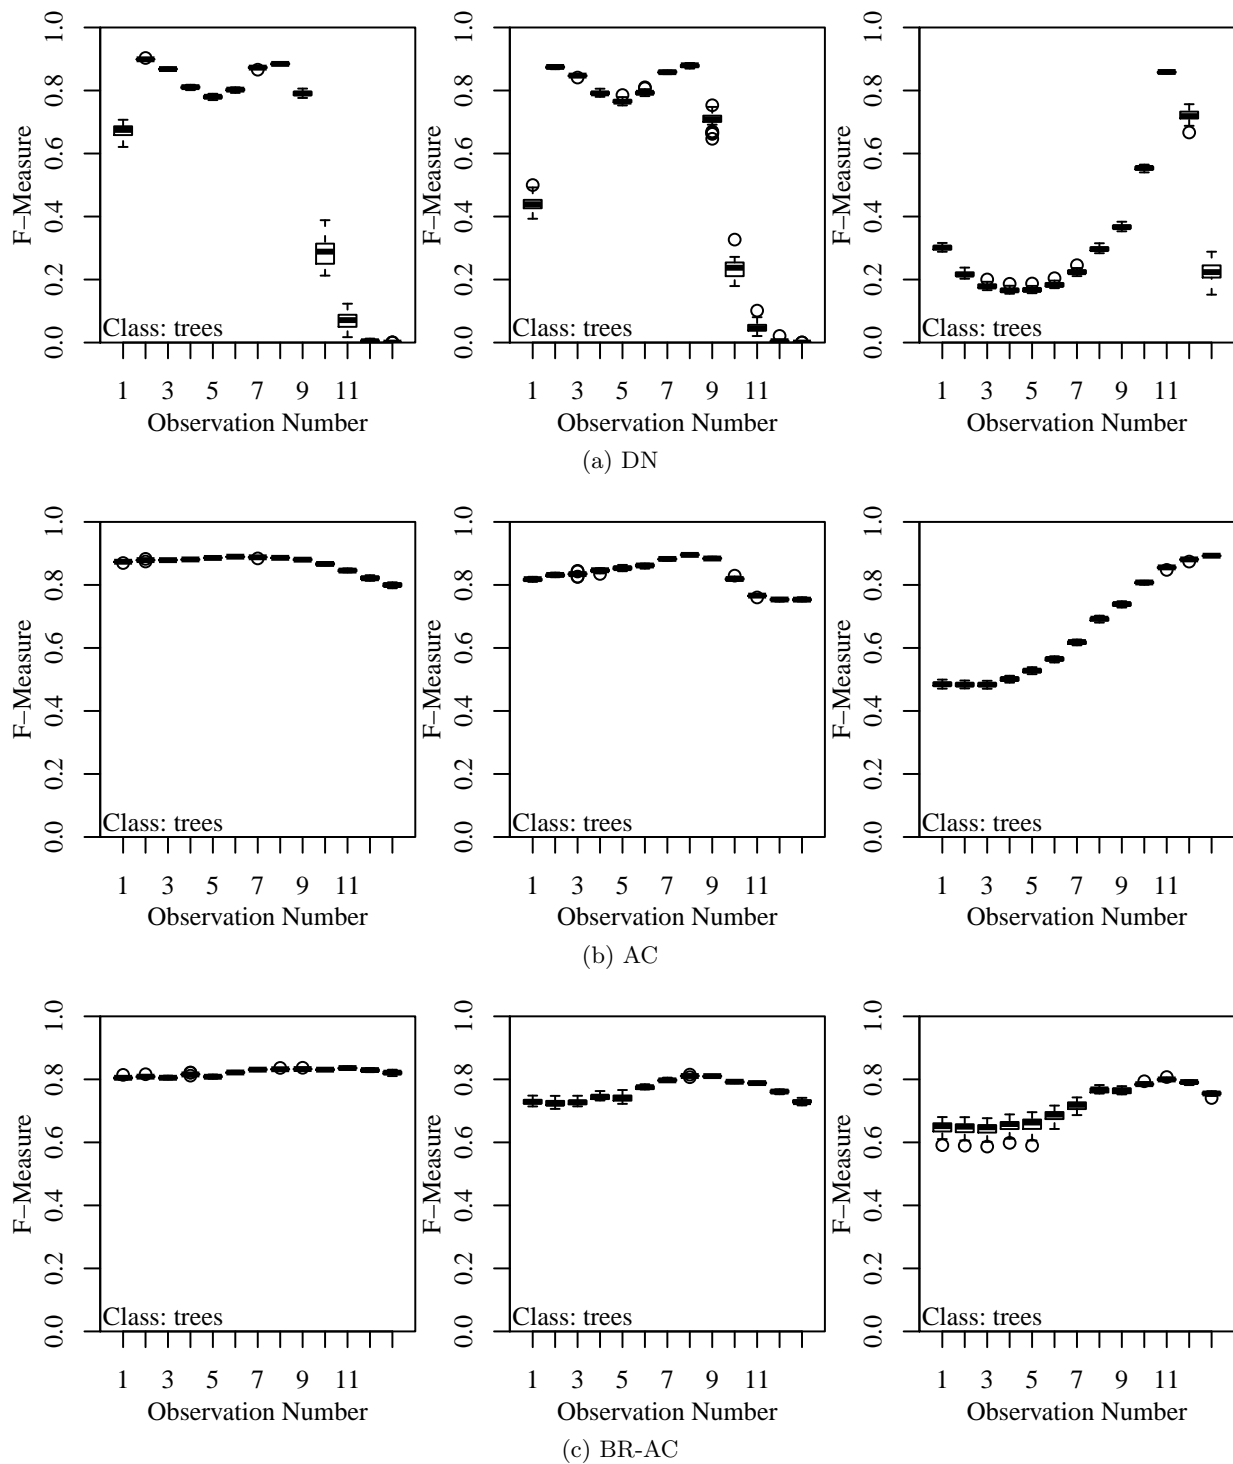 F−Measure
0.0 0.2 0.4 0.6 0.8 1.0
Class: trees
1 3 5 7 9 11
Observation Number
F−Measure
0.0 0.2 0.4 0.6 0.8 1.0
Class: trees
1 3 5 7 9 11
Observation Number
F−Measure
0.0 0.2 0.4 0.6 0.8 1.0
Class: trees
1 3 5 7 9 11
Observation Number
(a) DN
F−Measure
0.0 0.2 0.4 0.6 0.8 1.0
Class: trees
1 3 5 7 9 11
Observation Number
F−Measure
0.0 0.2 0.4 0.6 0.8 1.0
Class: trees
1 3 5 7 9 11
Observation Number
F−Measure
0.0 0.2 0.4 0.6 0.8 1.0
Class: trees
1 3 5 7 9 11
Observation Number
(b) AC
F−Measure
0.0 0.2 0.4 0.6 0.8 1.0
Class: trees
1 3 5 7 9 11
Observation Number
F−Measure
0.0 0.2 0.4 0.6 0.8 1.0
Class: trees
1 3 5 7 9 11
Observation Number
F−Measure
0.0 0.2 0.4 0.6 0.8 1.0
Class: trees
1 3 5 7 9 11
Observation Number
(c) BR-AC